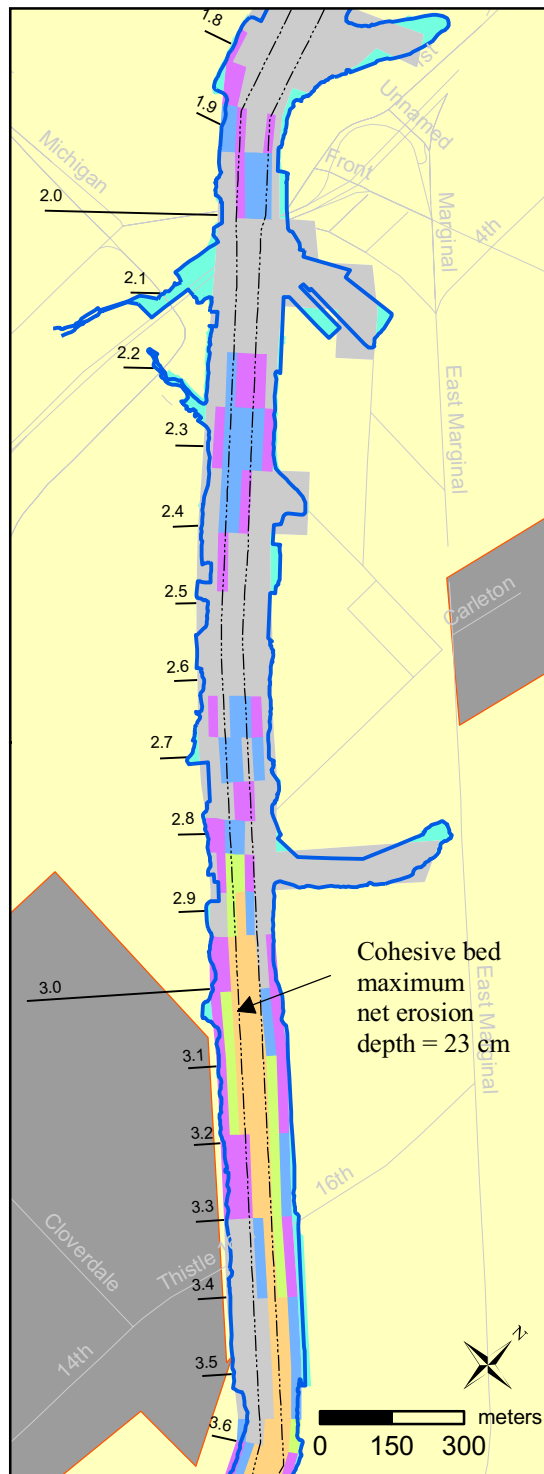 1.8
1st
1.9
Unnamed
Michigan
Front
2.0
Marginal
4th
2.1
2.2
East Marginal
2.3
2.4
2.5
Carleton
2.6
2.7
2.8
2.9
Cohesive bed
maximum
net erosion
depth = 23 cm
East Marginal
3.0
3.1
3.2
16th
3.3
Cloverdale
Thistle
3.4
14th
3.5
N
3.6
meters
0 150 300